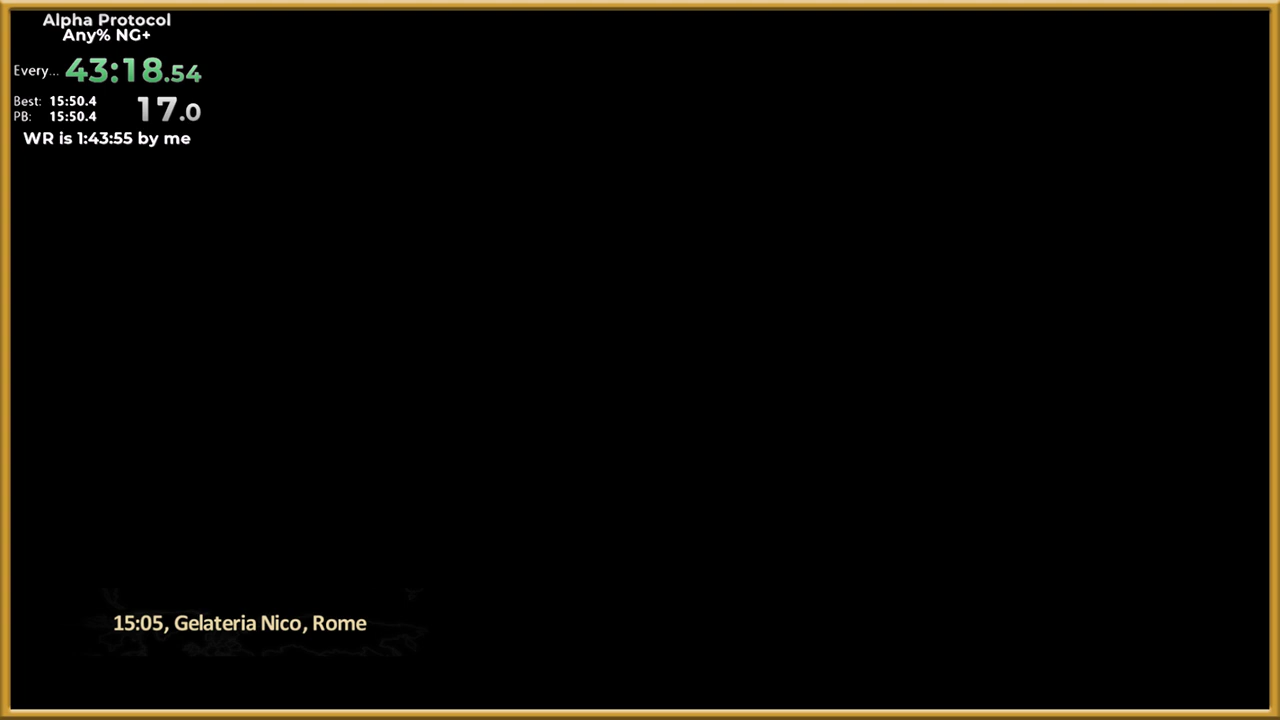 Alpha Protocol
Any% NG+
Every... 43:18.54
Best: 15:50.4
PB: 15:50.4
17.0
WR is 1:43:55 by me
15:05, Gelateria Nico, Rome